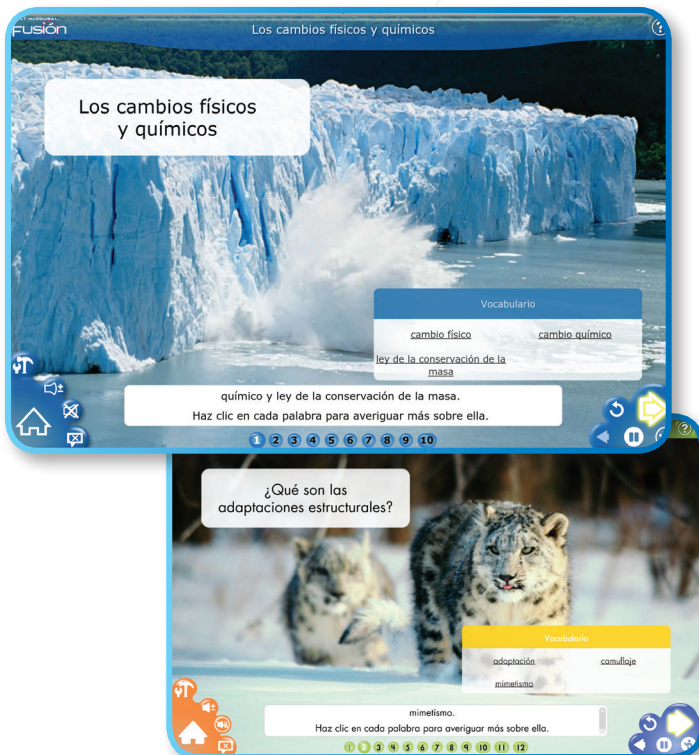 FUSIÓN
Los cambios físicos y químicos
Los cambios físicos
y químicos
Vocabulario
cambio físico cambio químico
ley de la conservación de la
masa
químico y ley de la conservación de la masa.
Haz clic en cada palabra para averiguar más sobre ella.
1 2 3 4 5 6 7 8 9 10
¿Qué son las
adaptaciones estructurales?
Vocabulario
adaptación camuflaje
mimetismo
mimetismo.
Haz clic en cada palabra para averiguar más sobre ella.
1 2 3 4 5 6 7 8 9 10 11 12